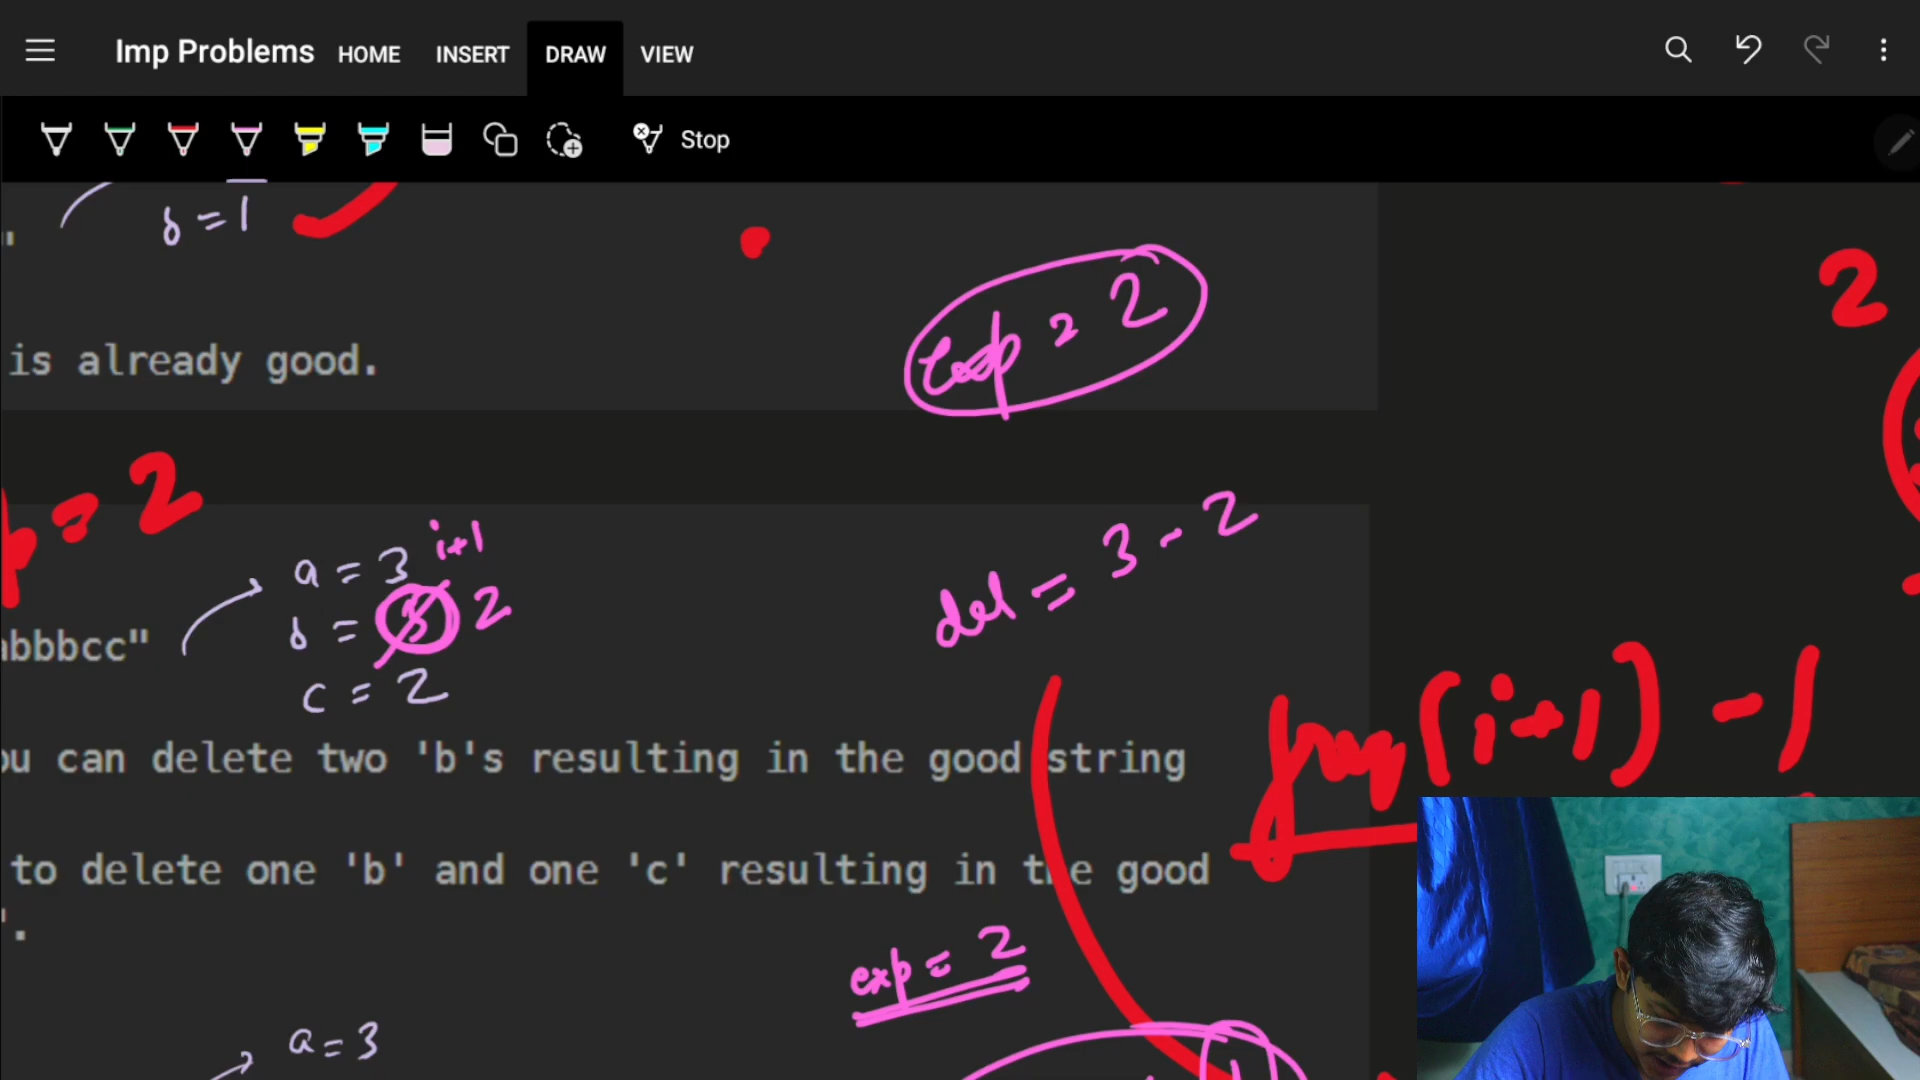 Imp Problems HOME INSERT DRAW VIEW
Stop
b = 1
"
exp = 2
2
is already good.
p = 2
del = 3 - 2
a = 3 i+1
b = 3 2
abbbcc"
c = 2
freq(i+1) - 1
ou can delete two 'b's resulting in the good string
to delete one 'b' and one 'c' resulting in the good
".
exp = 2
a = 3